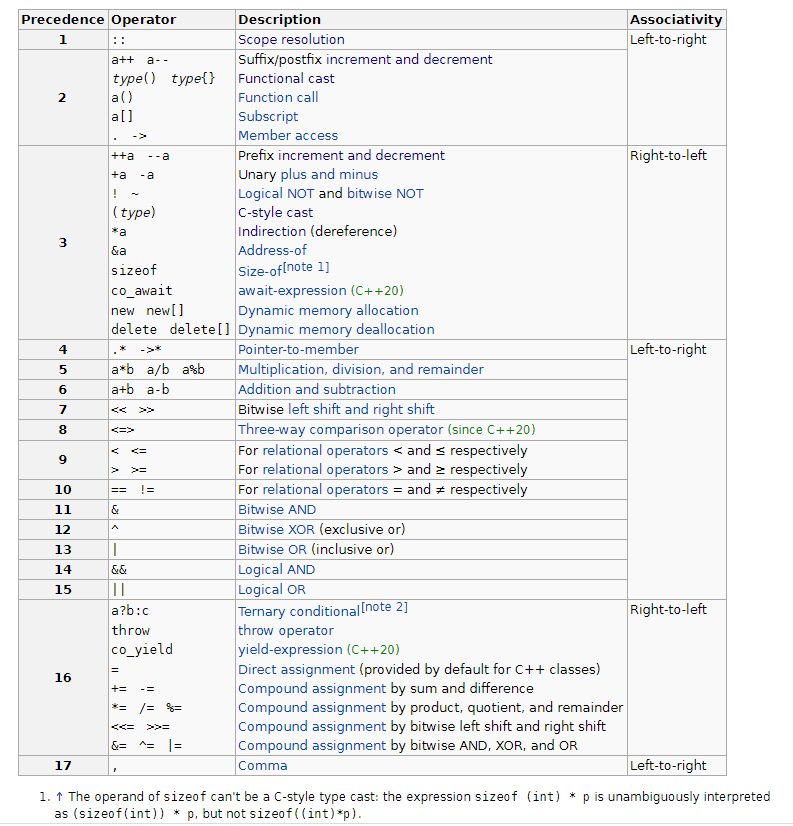 Precedence Operator Description Associativity
1 :: Scope resolution Left-to-right
2 a++ a-- Suffix/postfix increment and decrement
type() type{} Functional cast
a() Function call
a[] Subscript
. -> Member access
3 ++a --a Prefix increment and decrement Right-to-left
+a -a Unary plus and minus
! ~ Logical NOT and bitwise NOT
(type) C-style cast
*a Indirection (dereference)
&a Address-of
sizeof Size-of[note 1]
co_await await-expression (C++20)
new new[] Dynamic memory allocation
delete delete[] Dynamic memory deallocation
4 .* ->* Pointer-to-member Left-to-right
5 a*b a/b a%b Multiplication, division, and remainder
6 a+b a-b Addition and subtraction
7 << >> Bitwise left shift and right shift
8 <=> Three-way comparison operator (since C++20)
9 < <= For relational operators < and ≤ respectively
> >= For relational operators > and ≥ respectively
10 == != For relational operators = and ≠ respectively
11 & Bitwise AND
12 ^ Bitwise XOR (exclusive or)
13 | Bitwise OR (inclusive or)
14 && Logical AND
15 || Logical OR
16 a?b:c Ternary conditional[note 2] Right-to-left
throw throw operator
co_yield yield-expression (C++20)
= Direct assignment (provided by default for C++ classes)
+= -= Compound assignment by sum and difference
*= /= %= Compound assignment by product, quotient, and remainder
<<= >>= Compound assignment by bitwise left shift and right shift
&= ^= |= Compound assignment by bitwise AND, XOR, and OR
17 , Comma Left-to-right
1. ↑ The operand of sizeof can't be a C-style type cast: the expression sizeof (int) * p is unambiguously interpreted
as (sizeof(int)) * p, but not sizeof((int)*p).